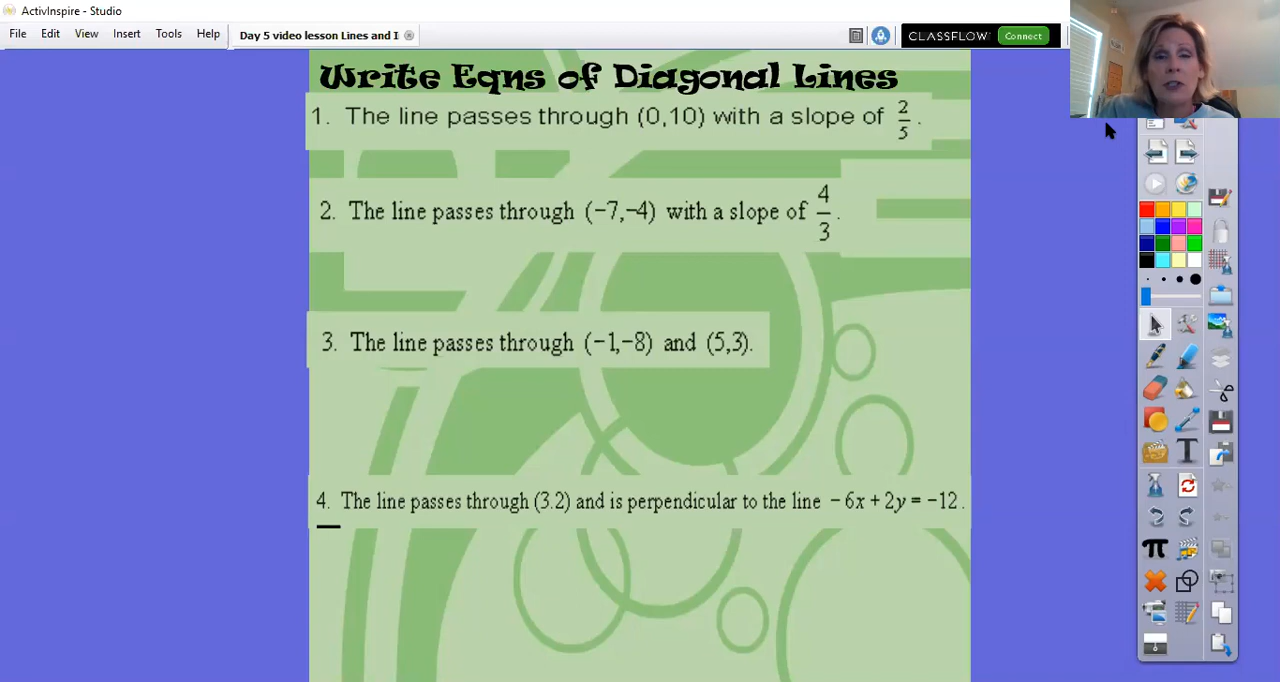 ActivInspire - Studio
File Edit View Insert Tools Help Day 5 video lesson Lines and I CLASSFLOW Connect
Write Eqns of Diagonal Lines
1. The line passes through (0,10) with a slope of 2/5.
2. The line passes through (−7,−4) with a slope of 4/3.
3. The line passes through (−1,−8) and (5,3).
4. The line passes through (3.2) and is perpendicular to the line −6x + 2y = −12.